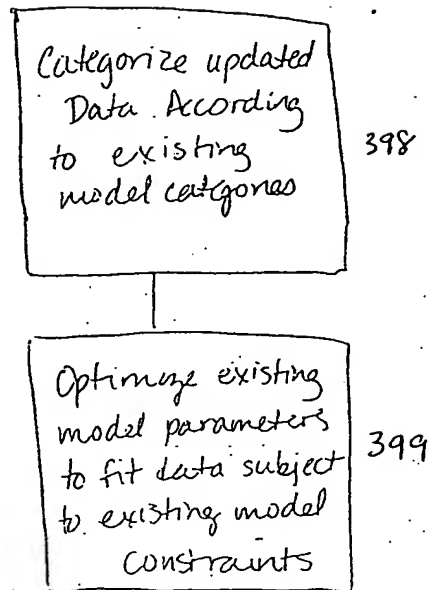 Categorize updated
Data According
to existing
model categories
398
Optimize existing
model parameters
to fit data subject
to existing model
constraints
399